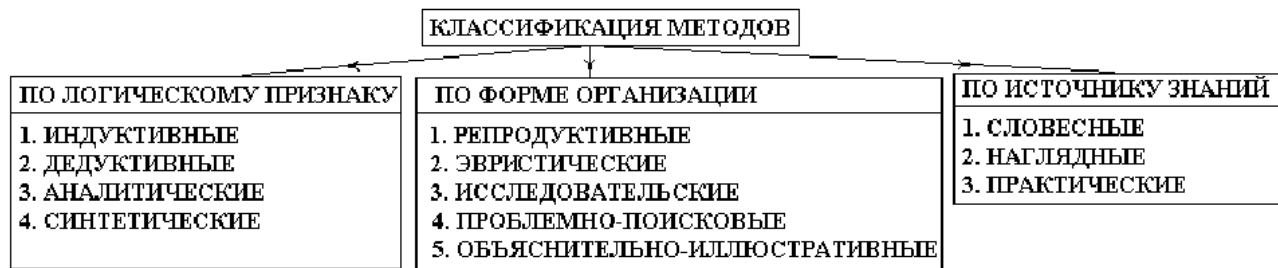 КЛАССИФИКАЦИЯ МЕТОДОВ
ПО ЛОГИЧЕСКОМУ ПРИЗНАКУ
1. ИНДУКТИВНЫЕ
2. ДЕДУКТИВНЫЕ
3. АНАЛИТИЧЕСКИЕ
4. СИНТЕТИЧЕСКИЕ
ПО ФОРМЕ ОРГАНИЗАЦИИ
1. РЕПРОДУКТИВНЫЕ
2. ЭВРИСТИЧЕСКИЕ
3. ИССЛЕДОВАТЕЛЬСКИЕ
4. ПРОБЛЕМНО-ПОИСКОВЫЕ
5. ОБЪЯСНИТЕЛЬНО-ИЛЛЮСТРАТИВНЫЕ
ПО ИСТОЧНИКУ ЗНАНИЙ
1. СЛОВЕСНЫЕ
2. НАГЛЯДНЫЕ
3. ПРАКТИЧЕСКИЕ